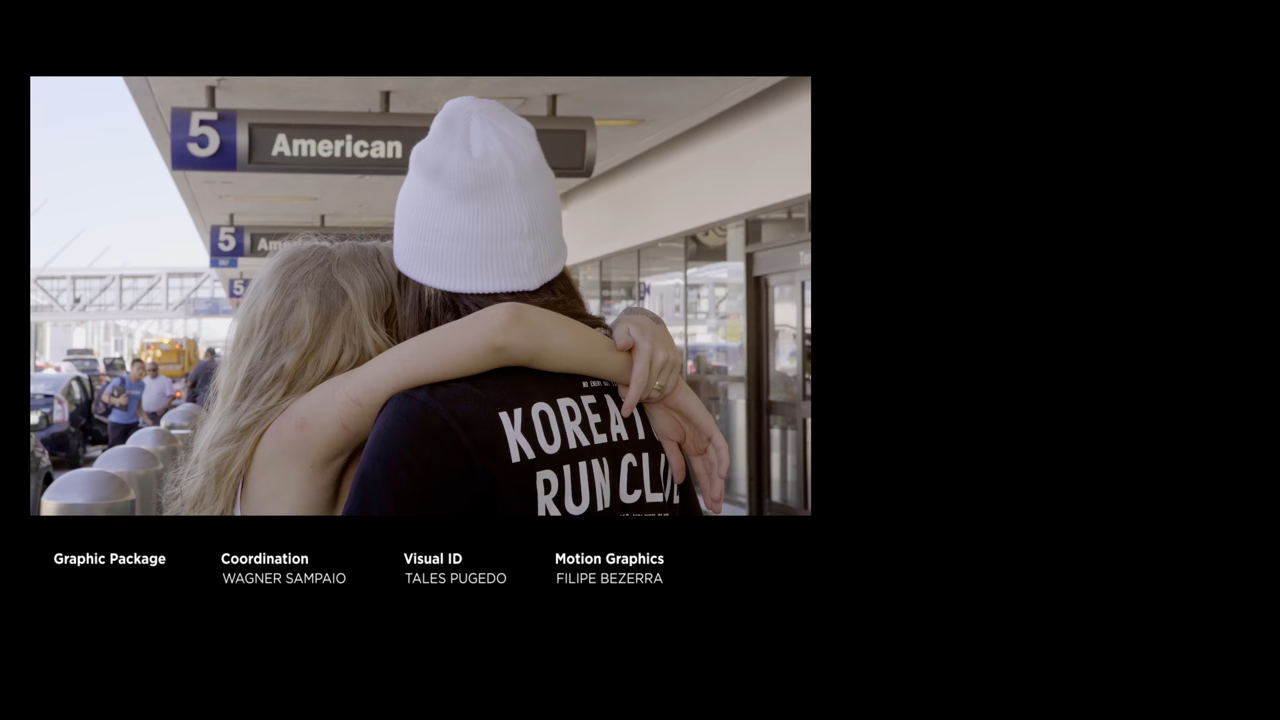 5 American
5
5
KOREAT
RUN CLU
Graphic Package
Coordination
WAGNER SAMPAIO
Visual ID
TALES PUGEDO
Motion Graphics
FILIPE BEZERRA